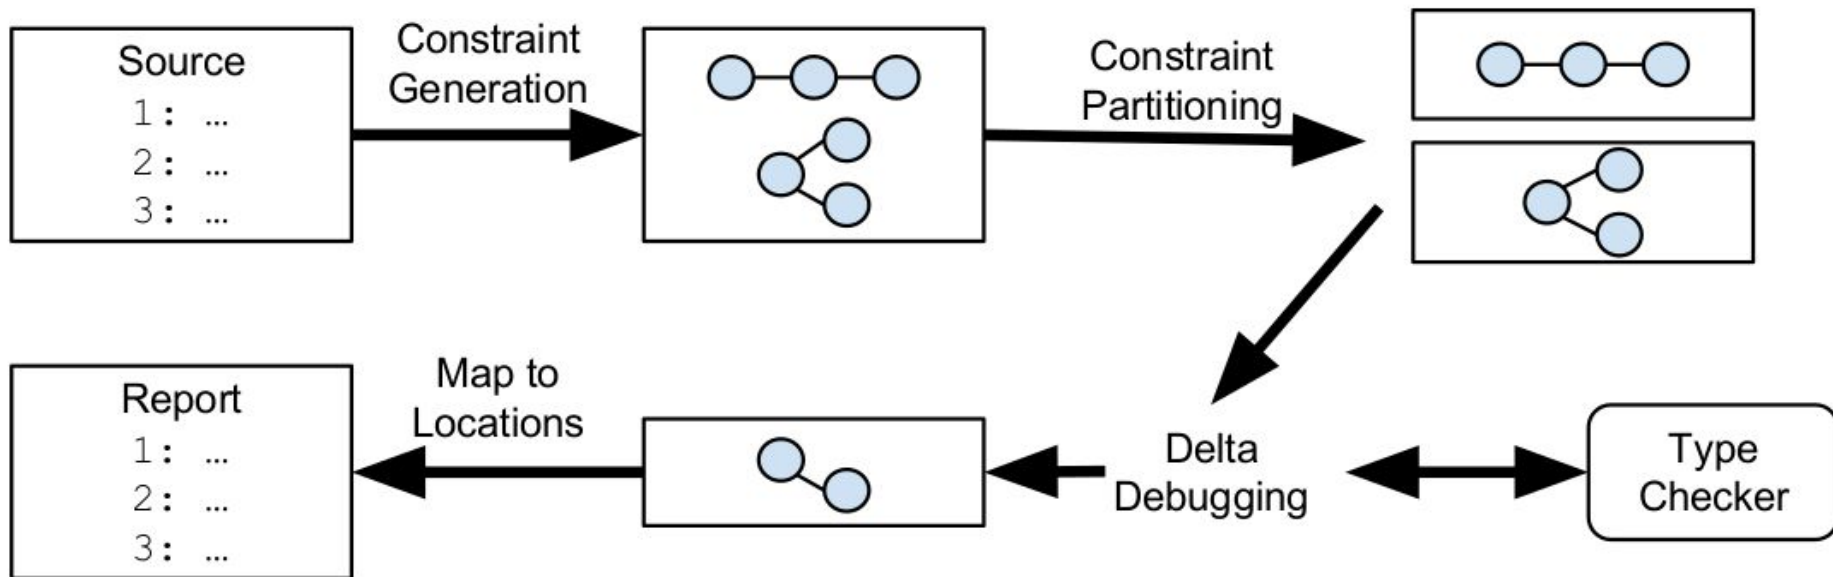 Source
1: …
2: …
3: …
Constraint
Generation
Constraint
Partitioning
Report
1: …
2: …
3: …
Map to
Locations
Delta
Debugging
Type
Checker